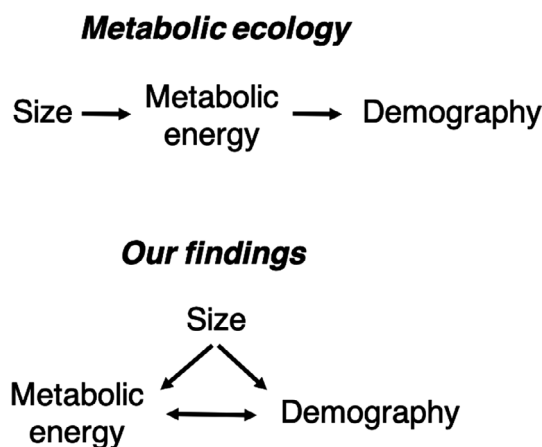 Metabolic ecology
Size → Metabolic energy → Demography
Our findings
Size
Metabolic energy ↔ Demography